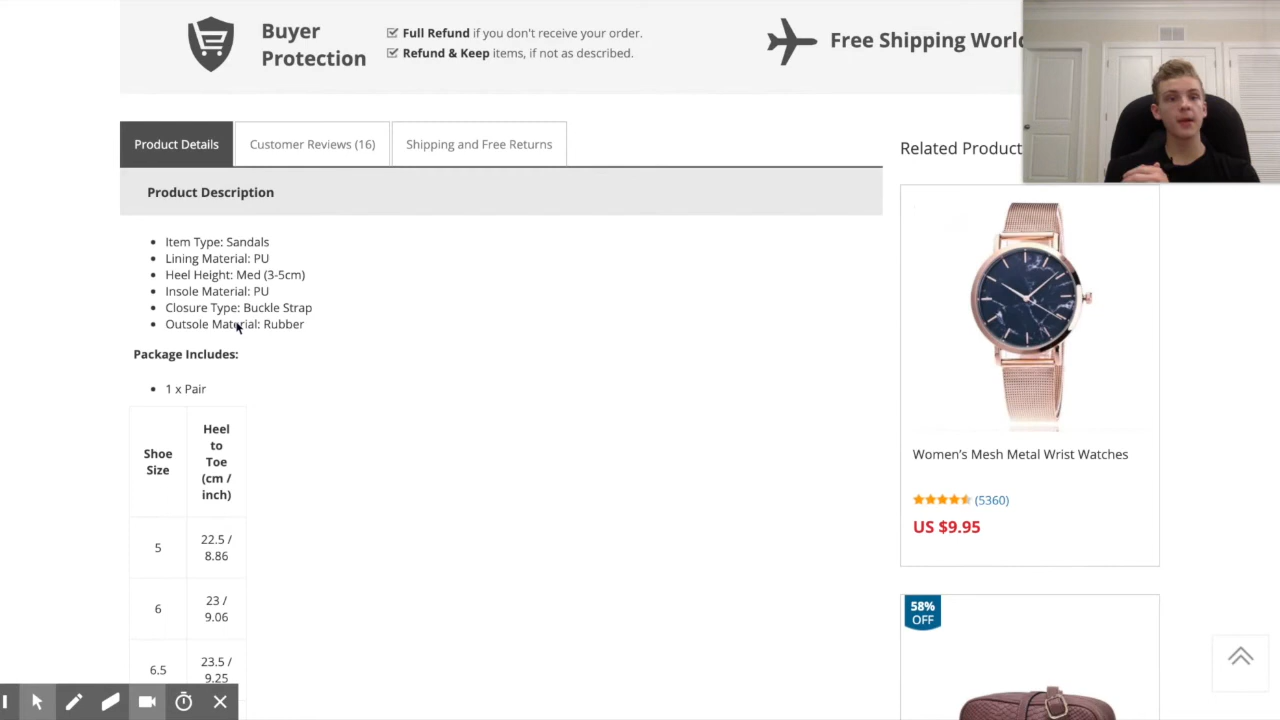 Buyer
Protection
Full Refund if you don't receive your order.
Refund & Keep items, if not as described.
Free Shipping
Product Details
Customer Reviews (16)
Shipping and Free Returns
Related
Product Description
Item Type: Sandals
Lining Material: PU
Heel Height: Med (3-5cm)
Insole Material: PU
Closure Type: Buckle Strap
Outsole Material: Rubber
Package Includes:
1 x Pair
Shoe
Size
Heel
to
Toe
(cm /
inch)
5
22.5 /
8.86
6
23 /
9.06
6.5
23.5 /
9.25
Women's Mesh Metal Wrist Watches
(5360)
US $9.95
58%
OFF